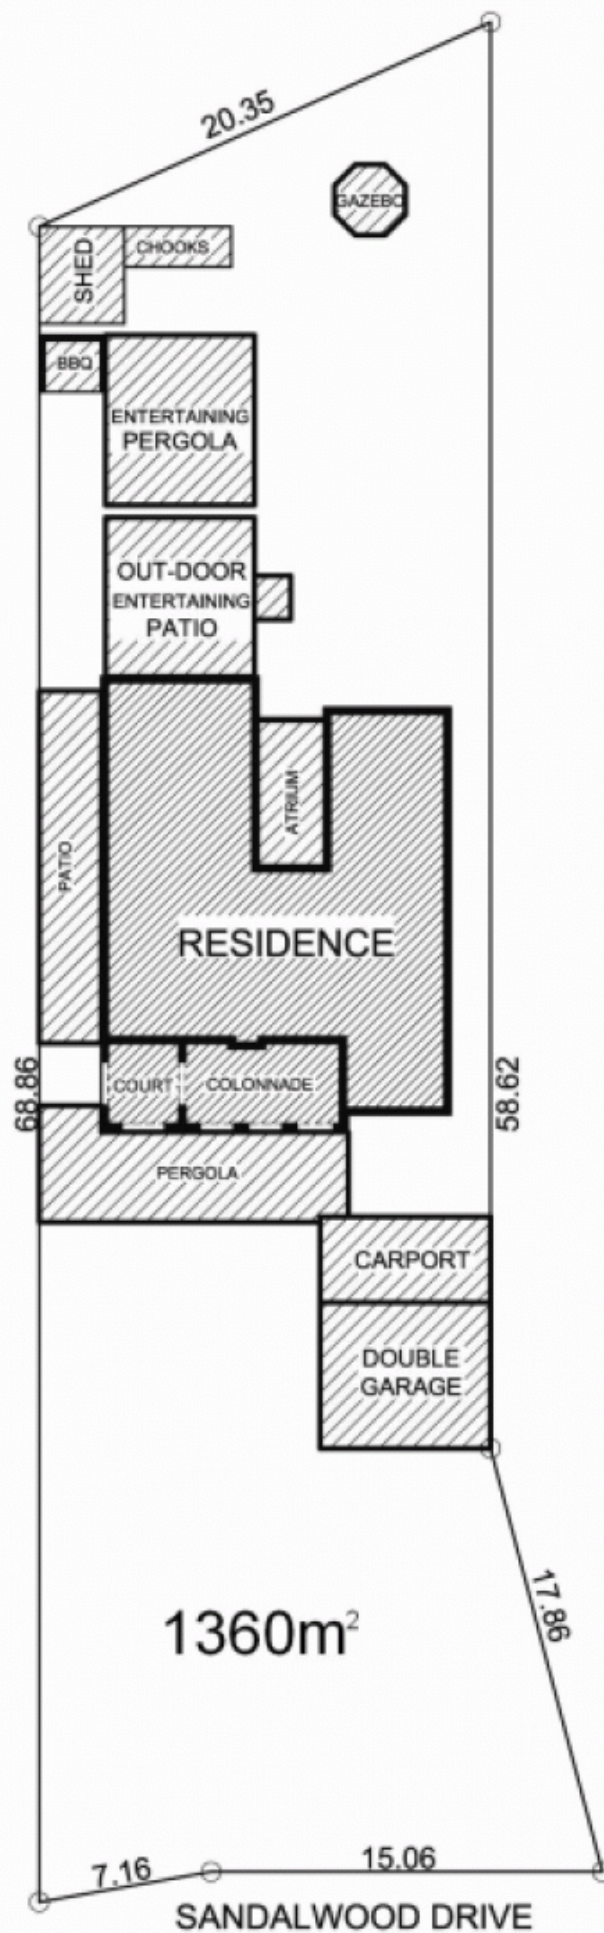 20.35
GAZEBO
SHED
CHOOKS
BBQ
ENTERTAINING
PERGOLA
OUT-DOOR
ENTERTAINING
PATIO
ATRIUM
PATIO
RESIDENCE
68.86
COURT
COLONNADE
58.62
PERGOLA
CARPORT
DOUBLE
GARAGE
17.86
1360m²
7.16
15.06
SANDALWOOD DRIVE